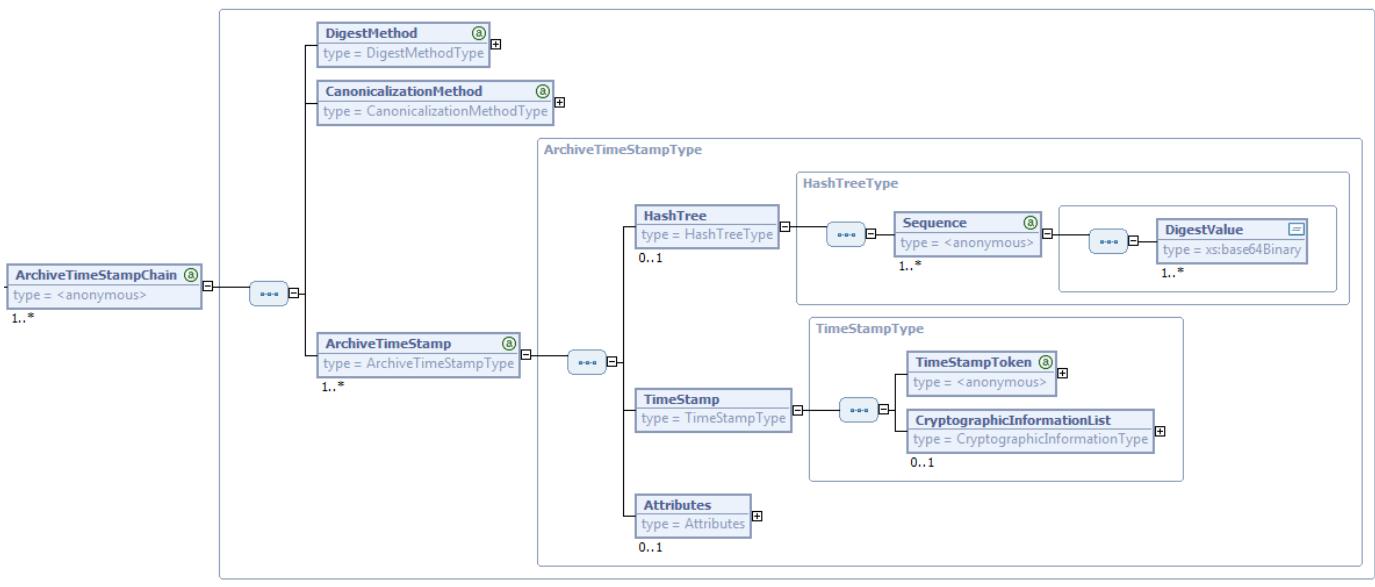 DigestMethod
type = DigestMethodType
CanonicalizationMethod
type = CanonicalizationMethodType
ArchiveTimeStampType
HashTreeType
HashTree
type = HashTreeType
0..1
Sequence
type = <anonymous>
1..*
DigestValue
type = xs:base64Binary
1..*
ArchiveTimeStampChain
type = <anonymous>
1..*
ArchiveTimeStamp
type = ArchiveTimeStampType
1..*
TimeStampType
TimeStamp
type = TimeStampType
TimeStampToken
type = <anonymous>
CryptographicInformationList
type = CryptographicInformationType
0..1
Attributes
type = Attributes
0..1